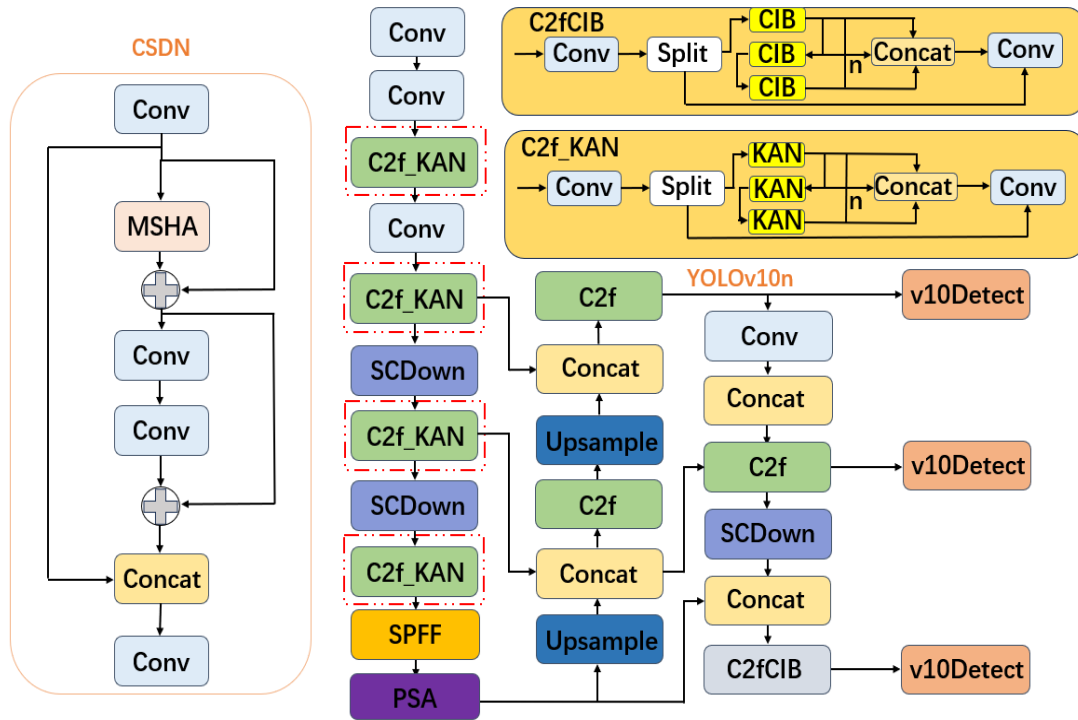 CSDN
Conv
MSHA
Conv
Conv
Concat
Conv
Conv
Conv
C2f_KAN
Conv
C2f_KAN
SCDown
C2f_KAN
SCDown
C2f_KAN
SPFF
PSA
C2fCIB
Conv
Split
CIB
CIB
CIB
n
Concat
Conv
C2f_KAN
Conv
Split
KAN
KAN
KAN
n
Concat
Conv
YOLOv10n
C2f
Concat
Upsample
C2f
Concat
Upsample
Conv
Concat
C2f
SCDown
Concat
C2fCIB
v10Detect
v10Detect
v10Detect